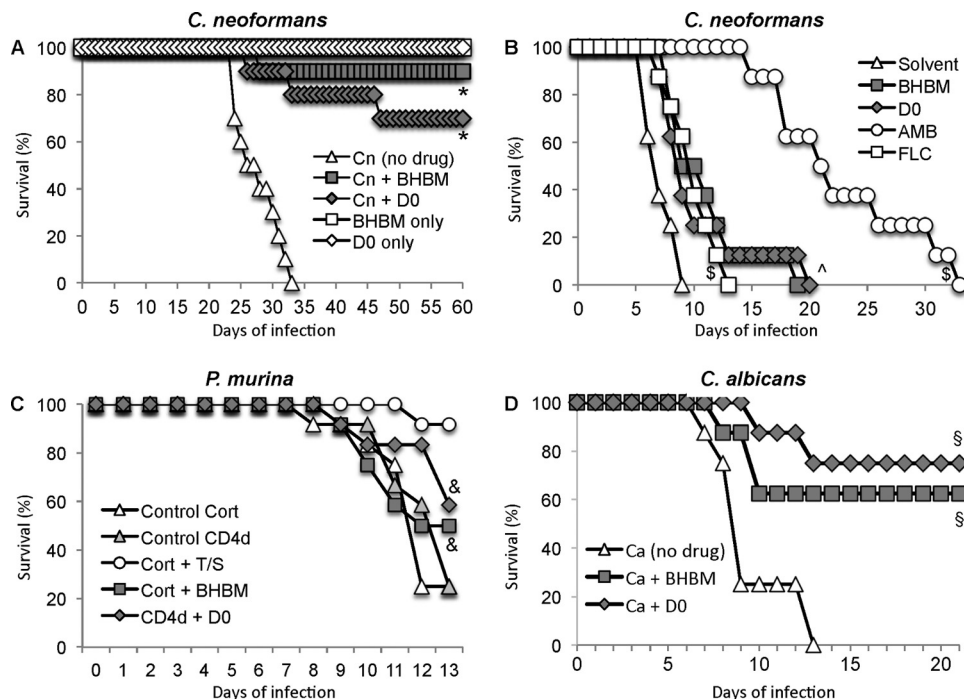 C. neoformans
A
Survival (%)
100
80
60
40
20
0
Cn (no drug)
Cn + BHBM
Cn + D0
BHBM only
D0 only
*
*
0 5 10 15 20 25 30 35 40 45 50 55 60
Days of infection
C. neoformans
B
Survival (%)
100
80
60
40
20
0
Solvent
BHBM
D0
AMB
FLC
$
^
$
0 5 10 15 20 25 30
Days of infection
P. murina
C
Survival (%)
100
80
60
40
20
0
Control Cort
Control CD4d
Cort + T/S
Cort + BHBM
CD4d + D0
&
&
0 1 2 3 4 5 6 7 8 9 10 11 12 13
Days of infection
C. albicans
D
Survival (%)
100
80
60
40
20
0
Ca (no drug)
Ca + BHBM
Ca + D0
§
§
0 5 10 15 20
Days of infection